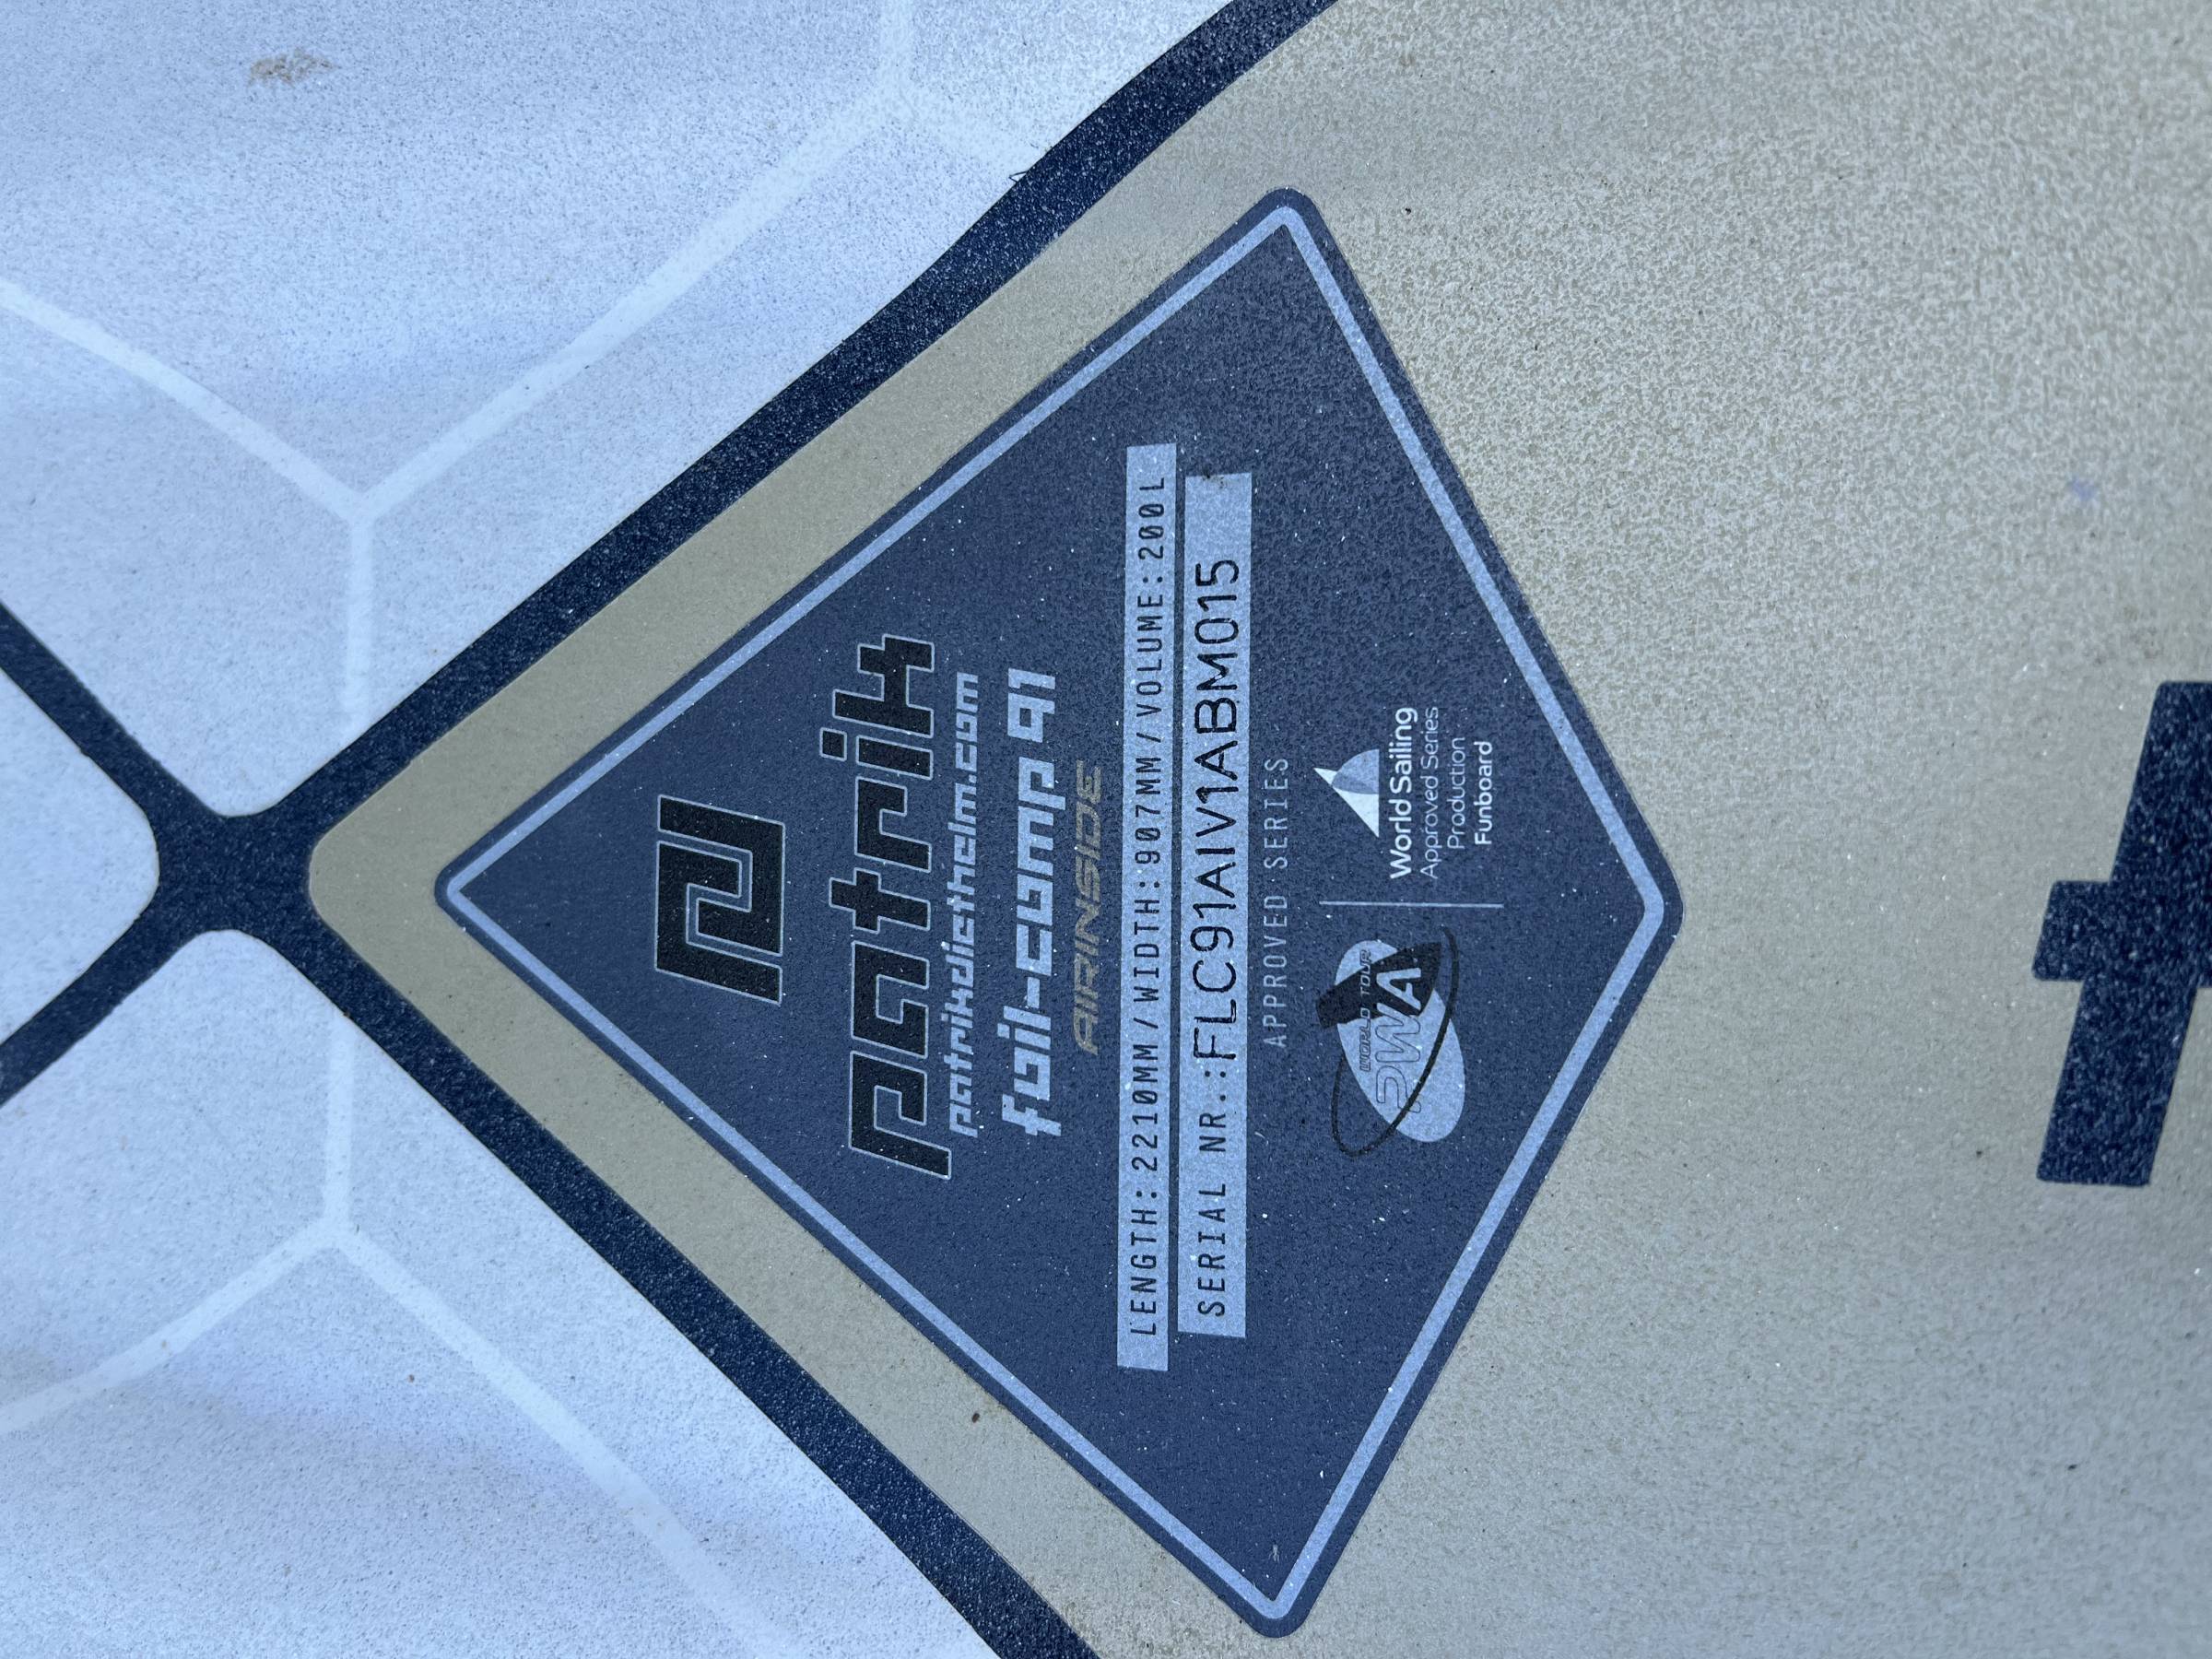 patrik
patrikdiethelm.com
foil-comp 91
AIRINSIDE
LENGTH: 2210MM / WIDTH: 907MM / VOLUME: 200L
SERIAL NR.: FLC91AIV1ABM015
APPROVED SERIES
WORLD TOUR
PWA
World Sailing
Approved Series
Production
Funboard